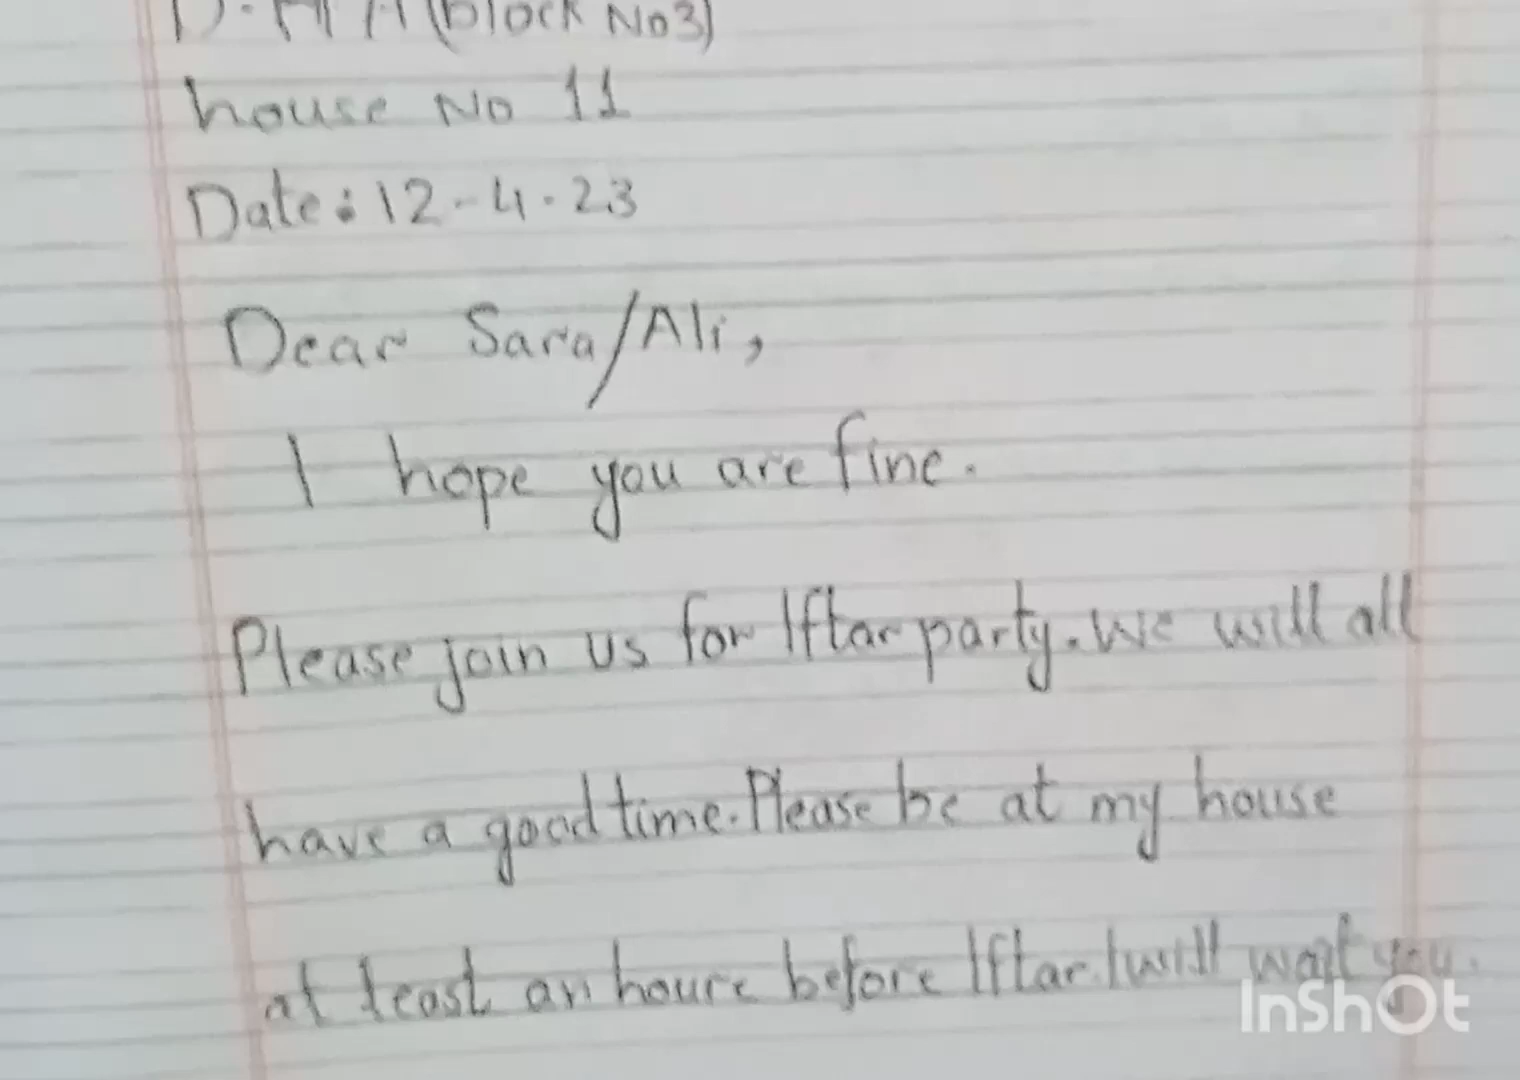 D.H A (block No3)
house No 11
Date: 12-4-23
Dear Sara/Ali,
I hope you are fine.
Please join us for Iftar party. We will all
have a good time. Please be at my house
at least an houre before Iftar. I will wait you.
InShOt